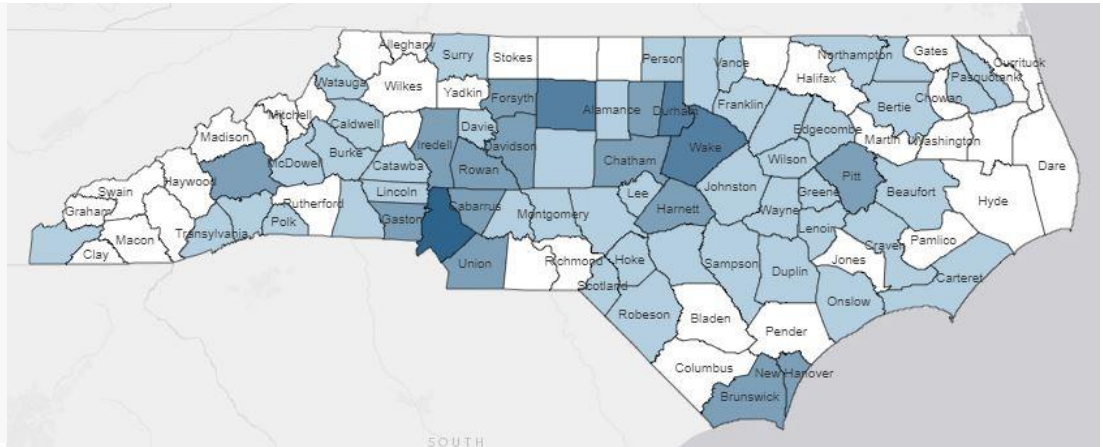 Alleghany
Surry
Stokes
Person
Vance
Northampton
Gates
Currituck
Watauga
Wilkes
Yadkin
Halifax
Pasquotank
Forsyth
Alamance
Durham
Franklin
Bertie
Chowan
Mitchell
Caldwell
Davie
Edgecombe
Madison
Burke
Iredell
Davidson
Wake
Martin
Washington
McDowell
Catawba
Chatham
Wilson
Dare
Haywood
Rowan
Pitt
Swain
Lincoln
Lee
Johnston
Greene
Beaufort
Graham
Rutherford
Gaston
Cabarrus
Montgomery
Harnett
Wayne
Hyde
Macon
Transylvania
Polk
Lenoir
Craven
Pamlico
Clay
Union
Richmond
Hoke
Sampson
Duplin
Jones
Carteret
Scotland
Onslow
Robeson
Bladen
Pender
Columbus
New Hanover
Brunswick
SOUTH